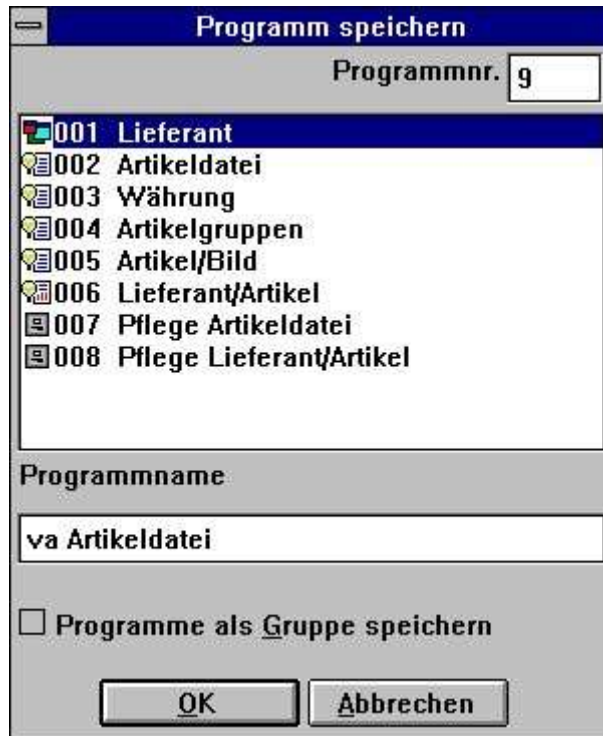 Programm speichern
Programmnr. 9
001 Lieferant
002 Artikeldatei
003 Währung
004 Artikelgruppen
005 Artikel/Bild
006 Lieferant/Artikel
007 Pflege Artikeldatei
008 Pflege Lieferant/Artikel
Programmname
va Artikeldatei
Programme als Gruppe speichern
OK Abbrechen